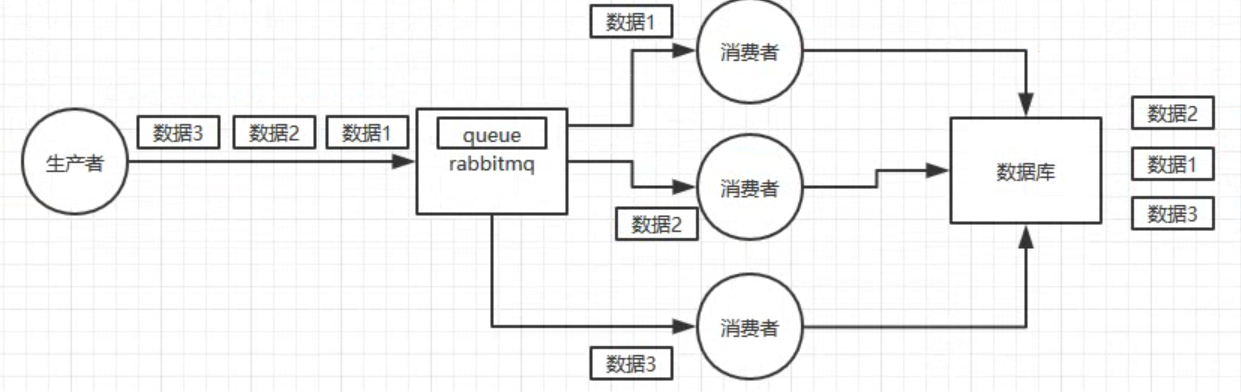 数据1
消费者
生产者
数据3
数据2
数据1
queue
rabbitmq
数据2
消费者
数据库
数据2
数据1
数据3
消费者
数据3